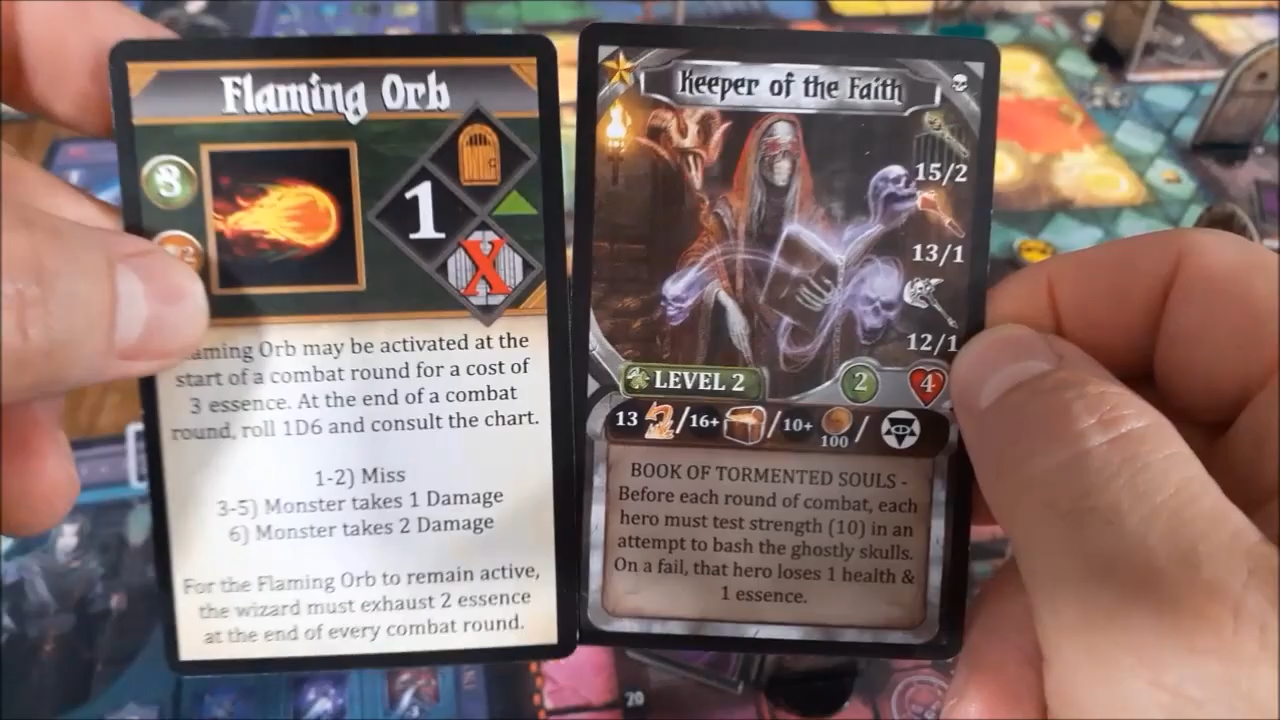 Flaming Orb
8
1
X
Orb may be activated at the
start of a combat round for a cost of
3 essence. At the end of a combat
round, roll 1D6 and consult the chart.
1-2) Miss
3-5) Monster takes 1 Damage
6) Monster takes 2 Damage
For the Flaming Orb to remain active,
the wizard must exhaust 2 essence
at the end of every combat round.
Keeper of the Faith
15/2
13/1
12/1
LEVEL 2
2
4
13 /16+ /10+ /
100
BOOK OF TORMENTED SOULS -
Before each round of combat, each
hero must test strength (10) in an
attempt to bash the ghostly skulls.
On a fail, that hero loses 1 health &
1 essence.
20